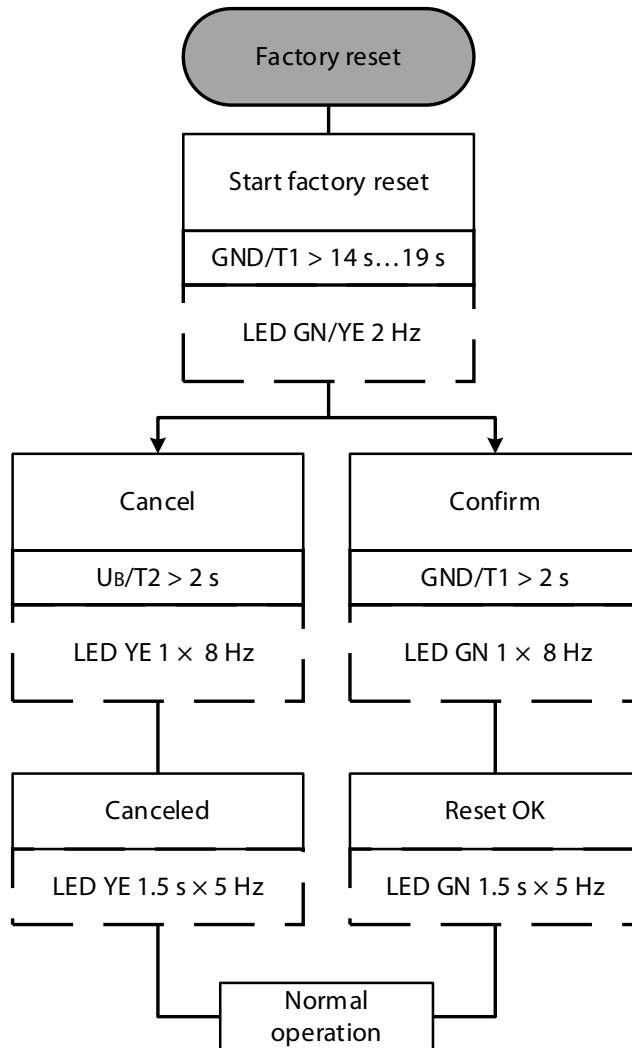 Factory reset
Start factory reset
GND/T1 > 14 s…19 s
LED GN/YE 2 Hz
Cancel
UB/T2 > 2 s
LED YE 1 × 8 Hz
Confirm
GND/T1 > 2 s
LED GN 1 × 8 Hz
Canceled
LED YE 1.5 s × 5 Hz
Reset OK
LED GN 1.5 s × 5 Hz
Normal
operation